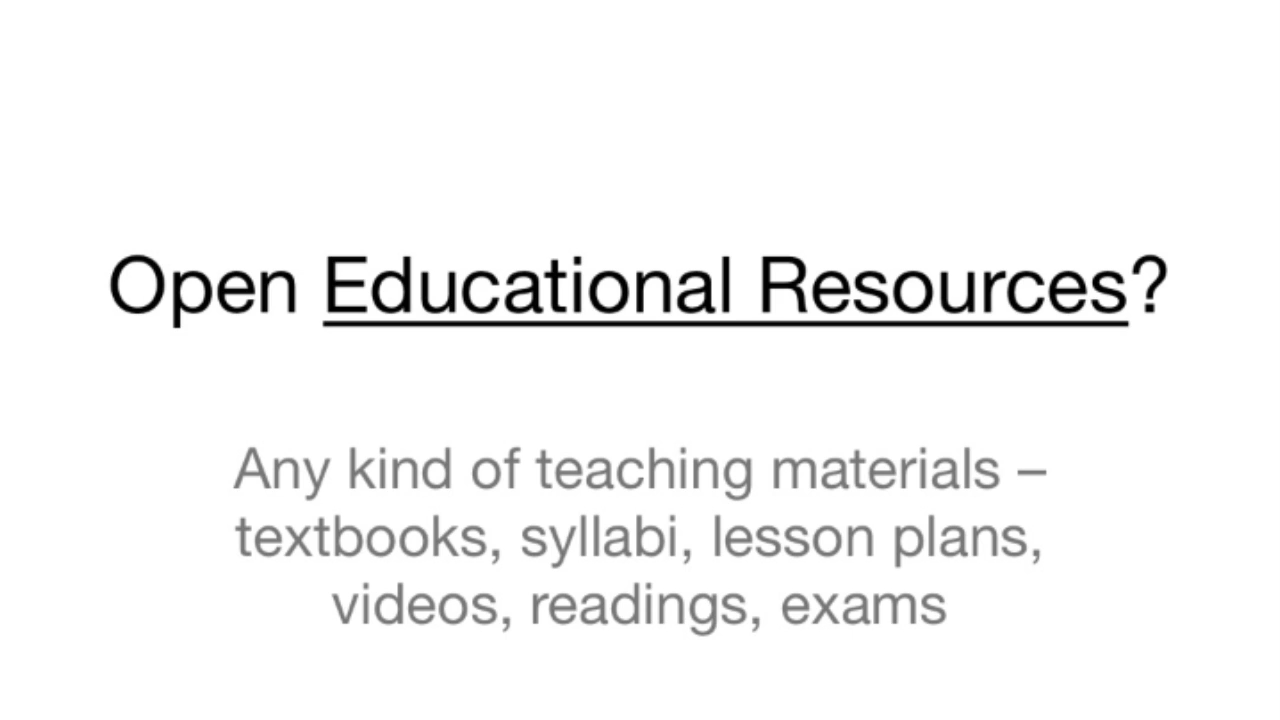 Open Educational Resources?
Any kind of teaching materials –
textbooks, syllabi, lesson plans,
videos, readings, exams